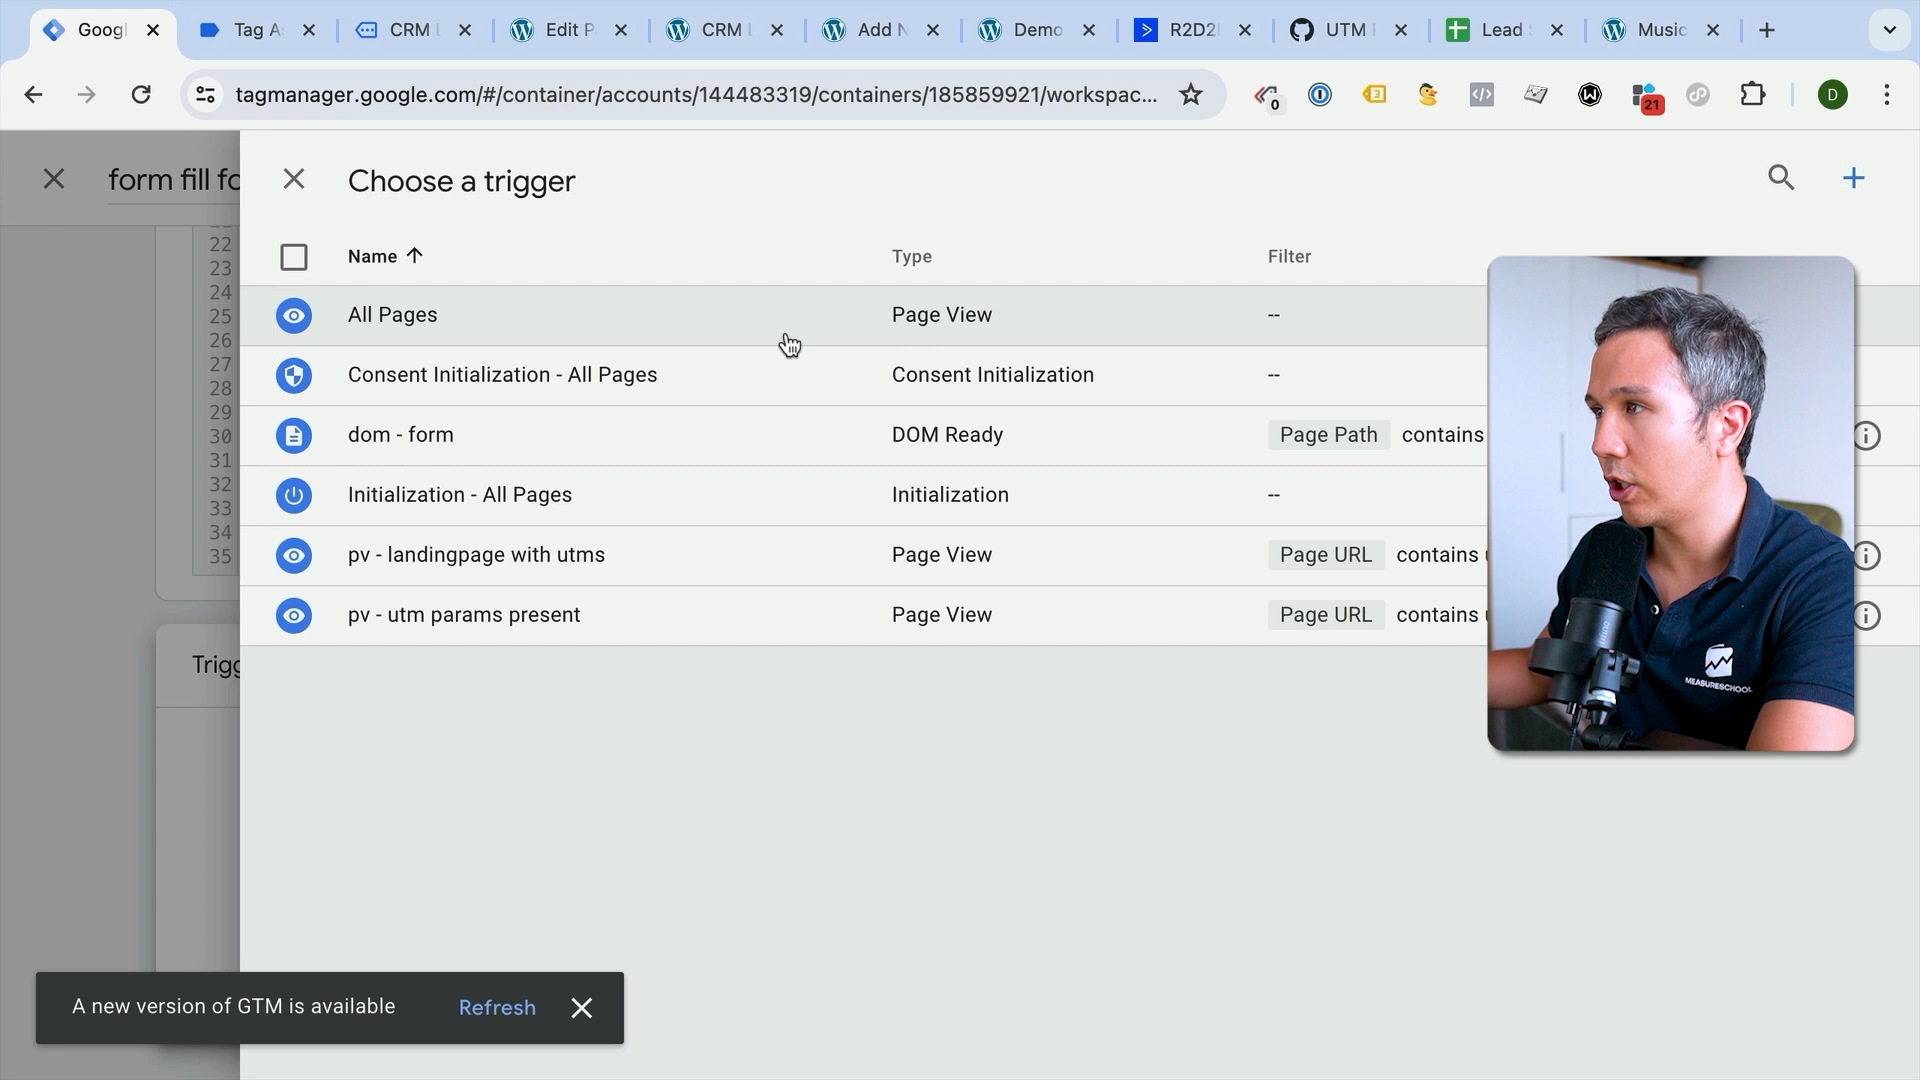 Googl
Tag A
CRM L
Edit P
CRM L
Add N
Demo
R2D2
UTM
Lead
Music
tagmanager.google.com/#/container/accounts/144483319/containers/185859921/workspac...
0
3
21
D
form fill fo
Choose a trigger
Name
Type
Filter
All Pages
Page View
--
Consent Initialization - All Pages
Consent Initialization
--
dom - form
DOM Ready
Page Path contains
Initialization - All Pages
Initialization
--
pv - landingpage with utms
Page View
Page URL contains
pv - utm params present
Page View
Page URL contains
22
23
24
25
26
27
28
29
30
31
32
33
34
35
Trigg
MEASURESCHOOL
A new version of GTM is available
Refresh